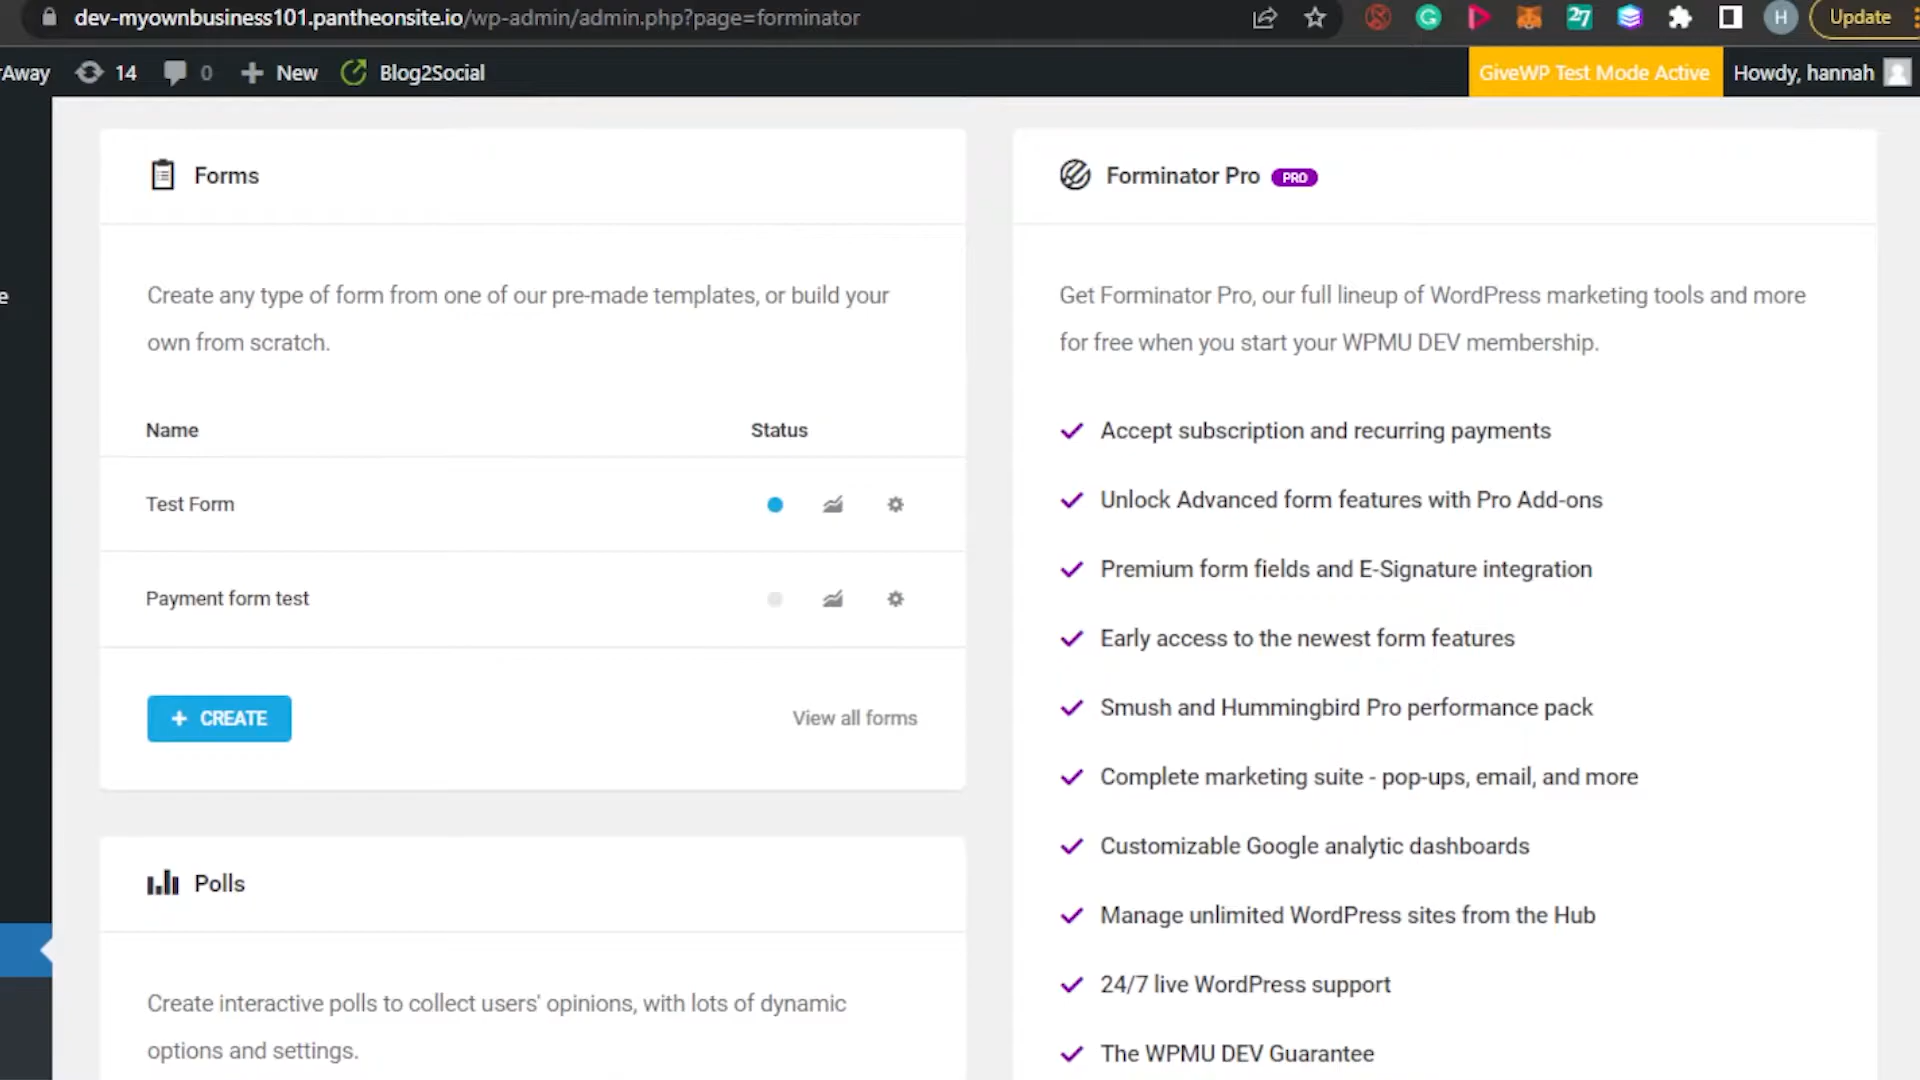 dev-myownbusiness101.pantheonsite.io/wp-admin/admin.php?page=forminator
27
H
Update
Away
14
0
New
Blog2Social
GiveWP Test Mode Active
Howdy, hannah
e
Forms
Create any type of form from one of our pre-made templates, or build your
own from scratch.
Name
Status
Test Form
Payment form test
+ CREATE
View all forms
Polls
Create interactive polls to collect users' opinions, with lots of dynamic
options and settings.
Forminator Pro PRO
Get Forminator Pro, our full lineup of WordPress marketing tools and more
for free when you start your WPMU DEV membership.
Accept subscription and recurring payments
Unlock Advanced form features with Pro Add-ons
Premium form fields and E-Signature integration
Early access to the newest form features
Smush and Hummingbird Pro performance pack
Complete marketing suite - pop-ups, email, and more
Customizable Google analytic dashboards
Manage unlimited WordPress sites from the Hub
24/7 live WordPress support
The WPMU DEV Guarantee